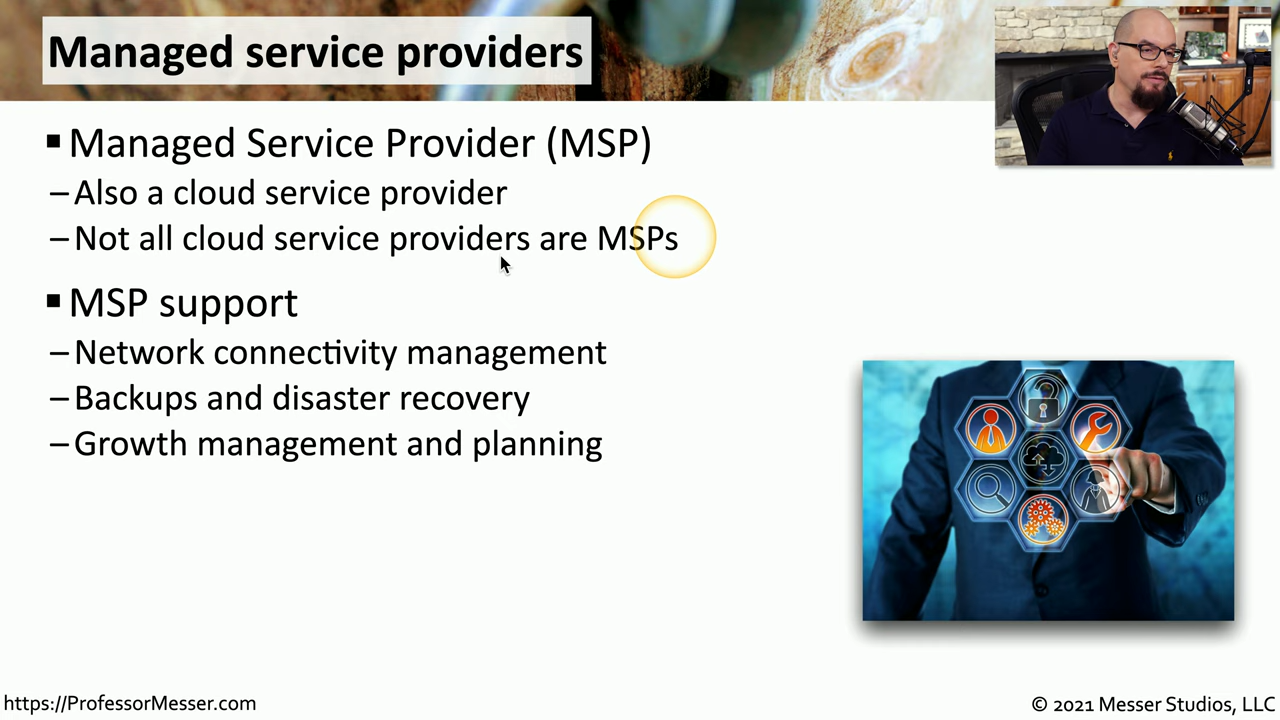 Managed service providers
▪ Managed Service Provider (MSP)
– Also a cloud service provider
– Not all cloud service providers are MSPs
▪ MSP support
– Network connectivity management
– Backups and disaster recovery
– Growth management and planning
https://ProfessorMesser.com
© 2021 Messer Studios, LLC